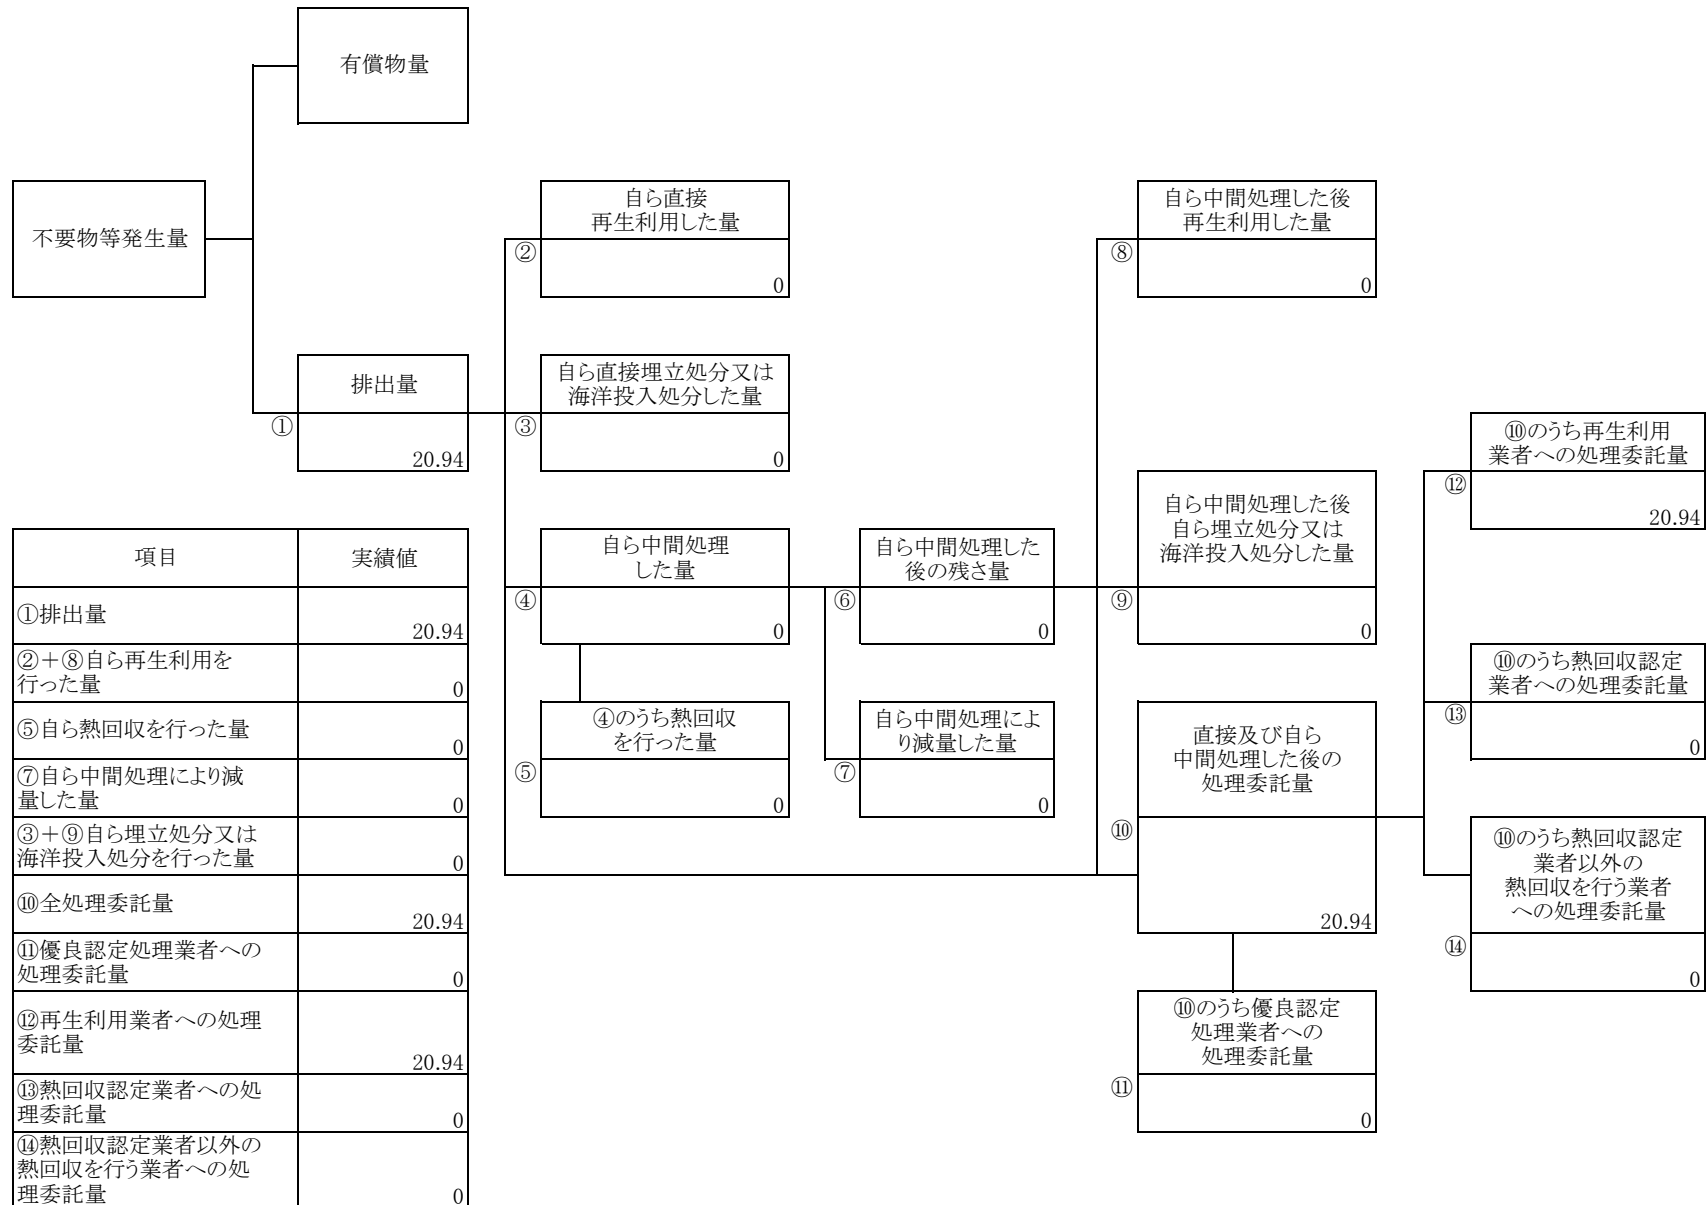 有償物量
不要物等発生量
自ら直接
再生利用した量
②
0
自ら中間処理した後
再生利用した量
⑧
0
排出量
①
20.94
自ら直接埋立処分又は
海洋投入処分した量
③
0
⑩のうち再生利用
業者への処理委託量
⑫
20.94
自ら中間処理
した量
④
0
自ら中間処理した
後の残さ量
⑥
0
自ら中間処理した後
自ら埋立処分又は
海洋投入処分した量
⑨
0
⑩のうち熱回収認定
業者への処理委託量
⑬
0
④のうち熱回収
を行った量
⑤
0
自ら中間処理によ
り減量した量
⑦
0
直接及び自ら
中間処理した後の
処理委託量
⑩
20.94
⑩のうち熱回収認定
業者以外の
熱回収を行う業者
への処理委託量
⑭
0
⑩のうち優良認定
処理業者への
処理委託量
⑪
0
項目 実績値
①排出量
20.94
②+⑧自ら再生利用を
行った量
0
⑤自ら熱回収を行った量
0
⑦自ら中間処理により減
量した量
0
③+⑨自ら埋立処分又は
海洋投入処分を行った量
0
⑩全処理委託量
20.94
⑪優良認定処理業者への
処理委託量
0
⑫再生利用業者への処理
委託量
20.94
⑬熱回収認定業者への処
理委託量
0
⑭熱回収認定業者以外の
熱回収を行う業者への処
理委託量
0